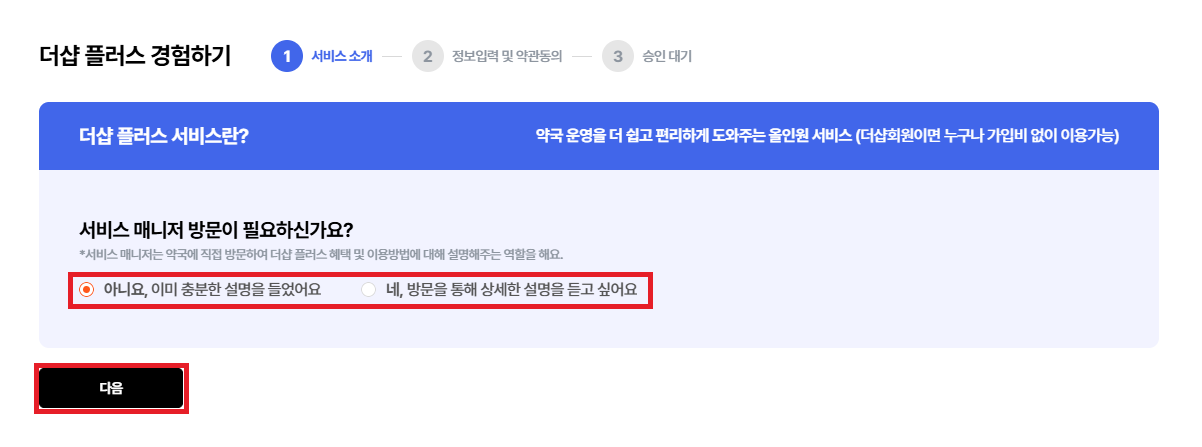 더샵 플러스 경험하기 1 서비스 소개 2 정보입력 및 약관동의 3 승인 대기
더샵 플러스 서비스란? 약국 운영을 더 쉽고 편리하게 도와주는 올인원 서비스 (더샵회원이면 누구나 가입비 없이 이용가능)
서비스 매니저 방문이 필요하신가요?
*서비스 매니저는 약국에 직접 방문하여 더샵 플러스 혜택 및 이용방법에 대해 설명해주는 역할을 해요.
아니요, 이미 충분한 설명을 들었어요 네, 방문을 통해 상세한 설명을 듣고 싶어요
다음